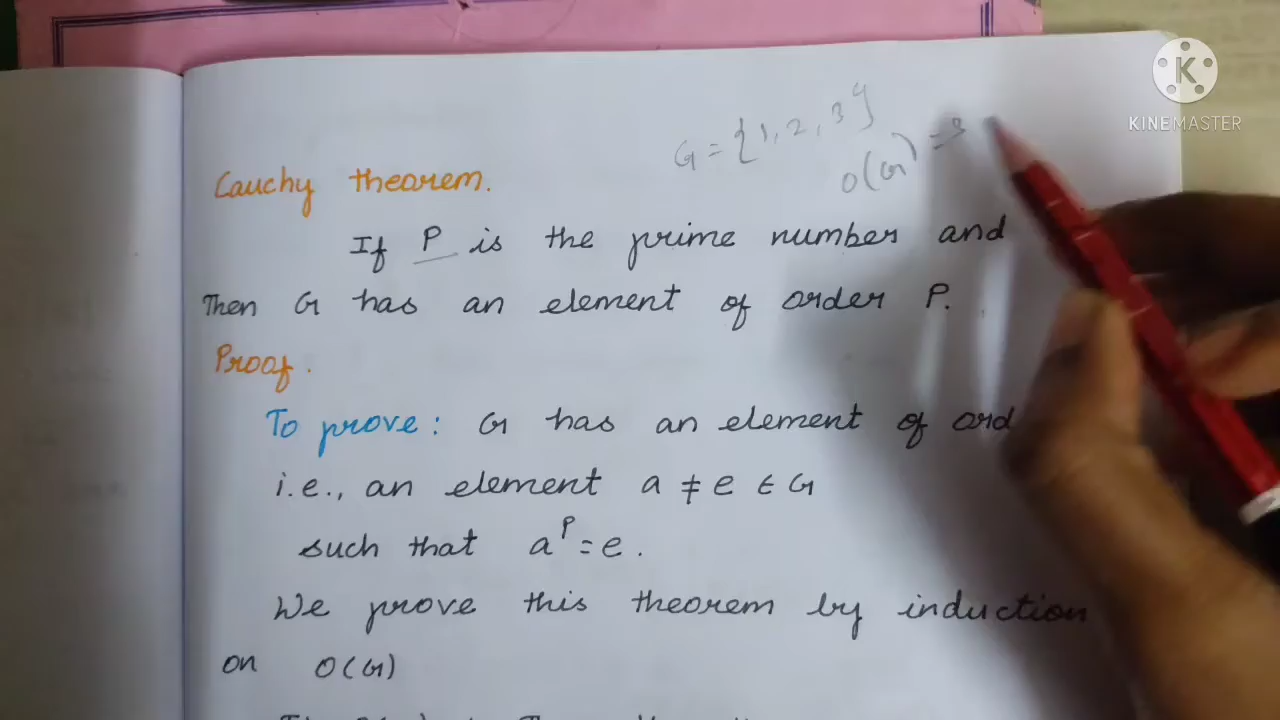 KINEMASTER
G = {1, 2, 3}
O(G) = 3
Cauchy theorem.
If P is the prime number and
Then G has an element of order P.
Proof.
To prove: G has an element of ord
i.e., an element a ≠ e ∈ G
such that a^P = e.
We prove this theorem by induction
on O(G)